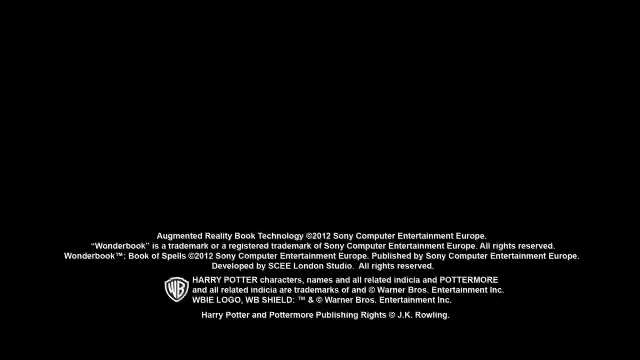 Augmented Reality Book Technology ©2012 Sony Computer Entertainment Europe.
“Wonderbook” is a trademark or a registered trademark of Sony Computer Entertainment Europe. All rights reserved.
Wonderbook™: Book of Spells ©2012 Sony Computer Entertainment Europe. Published by Sony Computer Entertainment Europe.
Developed by SCEE London Studio. All rights reserved.
WB
HARRY POTTER characters, names and all related indicia and POTTERMORE
and all related indicia are trademarks of and © Warner Bros. Entertainment Inc.
WBIE LOGO, WB SHIELD: ™ & © Warner Bros. Entertainment Inc.
Harry Potter and Pottermore Publishing Rights © J.K. Rowling.